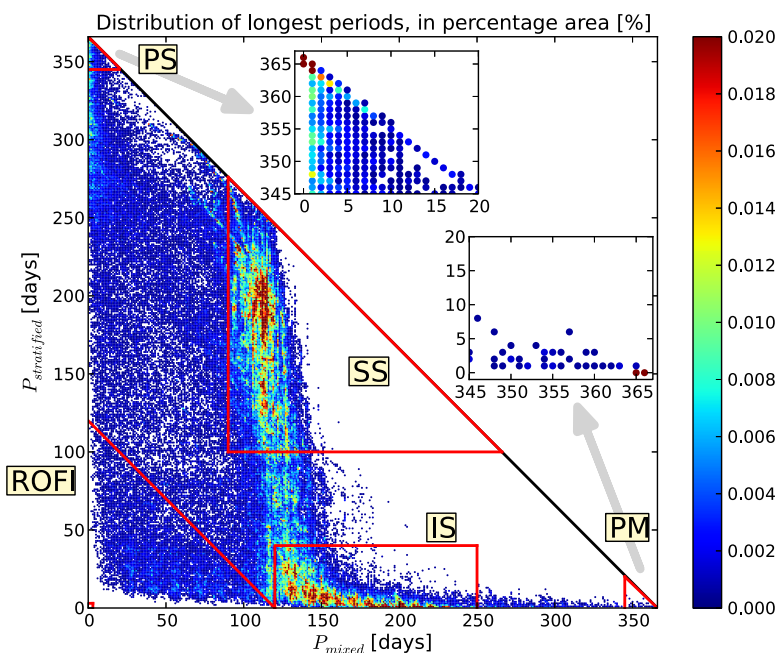 Distribution of longest periods, in percentage area [%]
350
300
250
200
150
100
50
0
P_stratified [days]
0 50 100 150 200 250 300 350
P_mixed [days]
PS
SS
ROFI
IS
PM
365
360
355
350
345
0 5 10 15 20
20
15
10
5
0
345 350 355 360 365
0.020
0.018
0.016
0.014
0.012
0.010
0.008
0.006
0.004
0.002
0.000